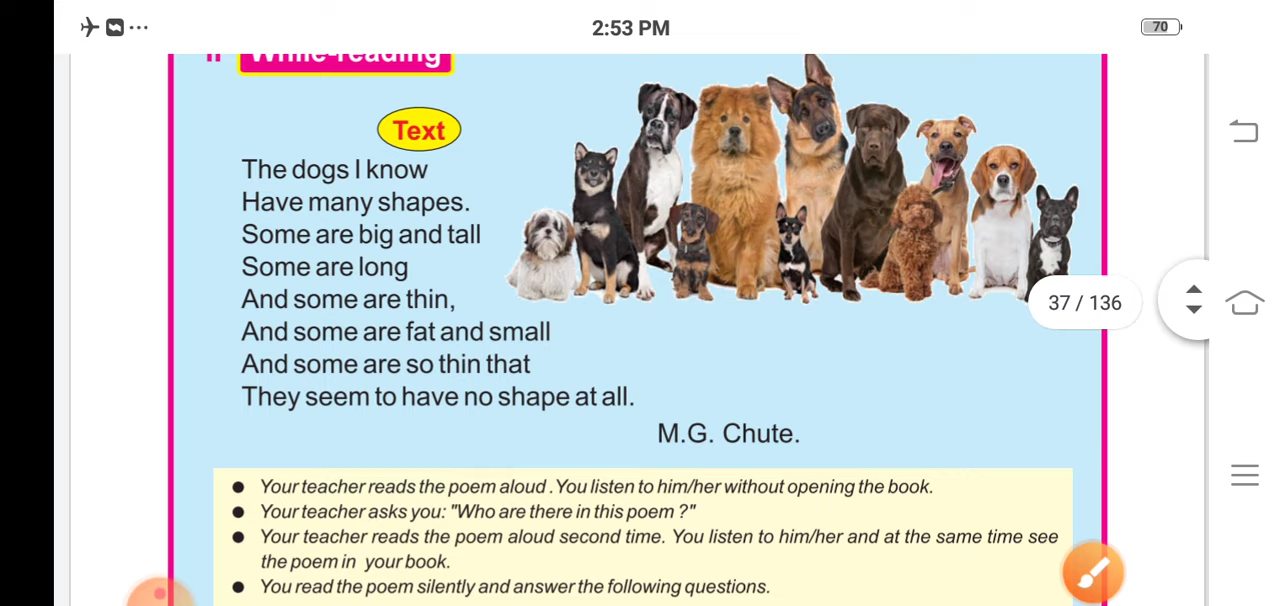 2:53 PM
70
II While-reading
Text
The dogs I know
Have many shapes.
Some are big and tall
Some are long
And some are thin,
And some are fat and small
And some are so thin that
They seem to have no shape at all.
M.G. Chute.
37 / 136
● Your teacher reads the poem aloud . You listen to him/her without opening the book.
● Your teacher asks you: "Who are there in this poem ?"
● Your teacher reads the poem aloud second time. You listen to him/her and at the same time see
the poem in your book.
● You read the poem silently and answer the following questions.